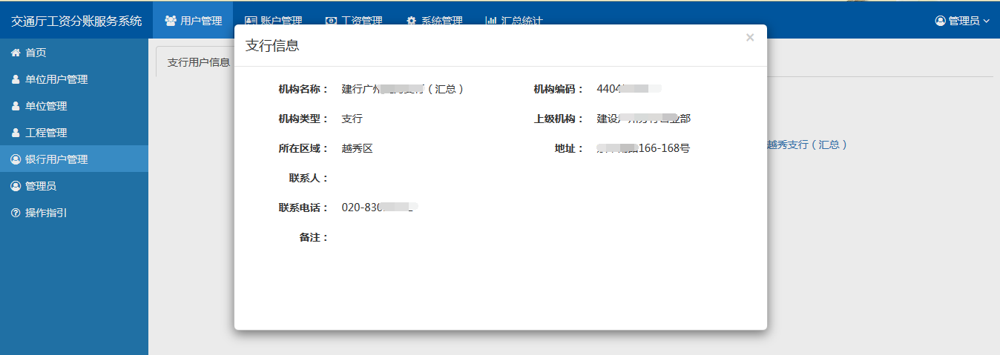 交通厅工资分账服务系统 用户管理 账户管理 工资管理 系统管理 汇总统计 管理员
首页
单位用户管理
单位管理
工程管理
银行用户管理
管理员
操作指引
支行用户信息
越秀支行（汇总）
支行信息 ×
机构名称： 建行广州（汇总） 机构编码： 4404
机构类型： 支行 上级机构： 建设 业部
所在区域： 越秀区 地址： 166-168号
联系人：
联系电话： 020-830
备注：